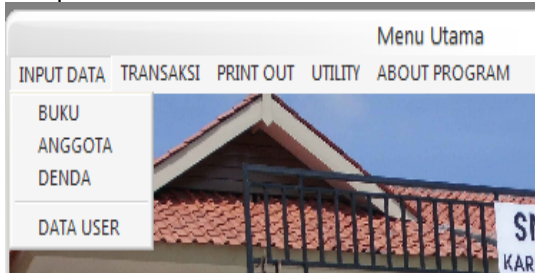 Menu Utama
INPUT DATA TRANSAKSI PRINT OUT UTILITY ABOUT PROGRAM
BUKU
ANGGOTA
DENDA
DATA USER